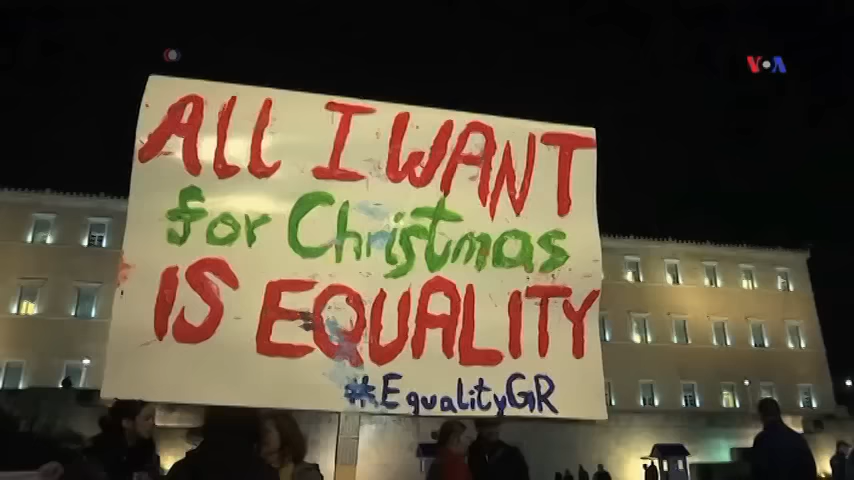 VOA
ALL I WANT
for Christmas
IS EQUALITY
#EqualityGR